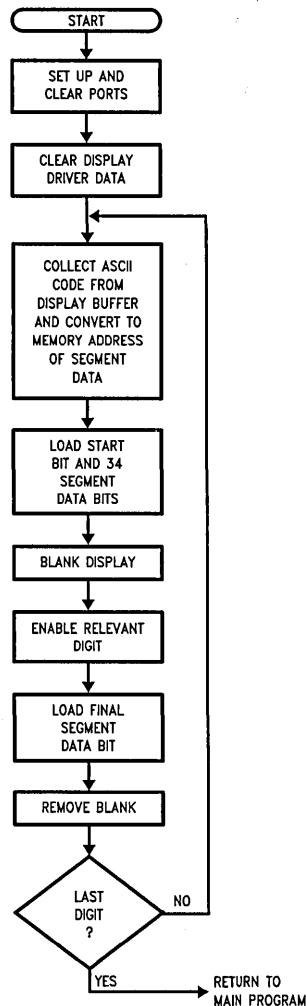 START
SET UP AND
CLEAR PORTS
CLEAR DISPLAY
DRIVER DATA
COLLECT ASCII
CODE FROM
DISPLAY BUFFER
AND CONVERT TO
MEMORY ADDRESS
OF SEGMENT
DATA
LOAD START
BIT AND 34
SEGMENT
DATA BITS
BLANK DISPLAY
ENABLE RELEVANT
DIGIT
LOAD FINAL
SEGMENT
DATA BIT
REMOVE BLANK
LAST
DIGIT
?
NO
YES
RETURN TO
MAIN PROGRAM